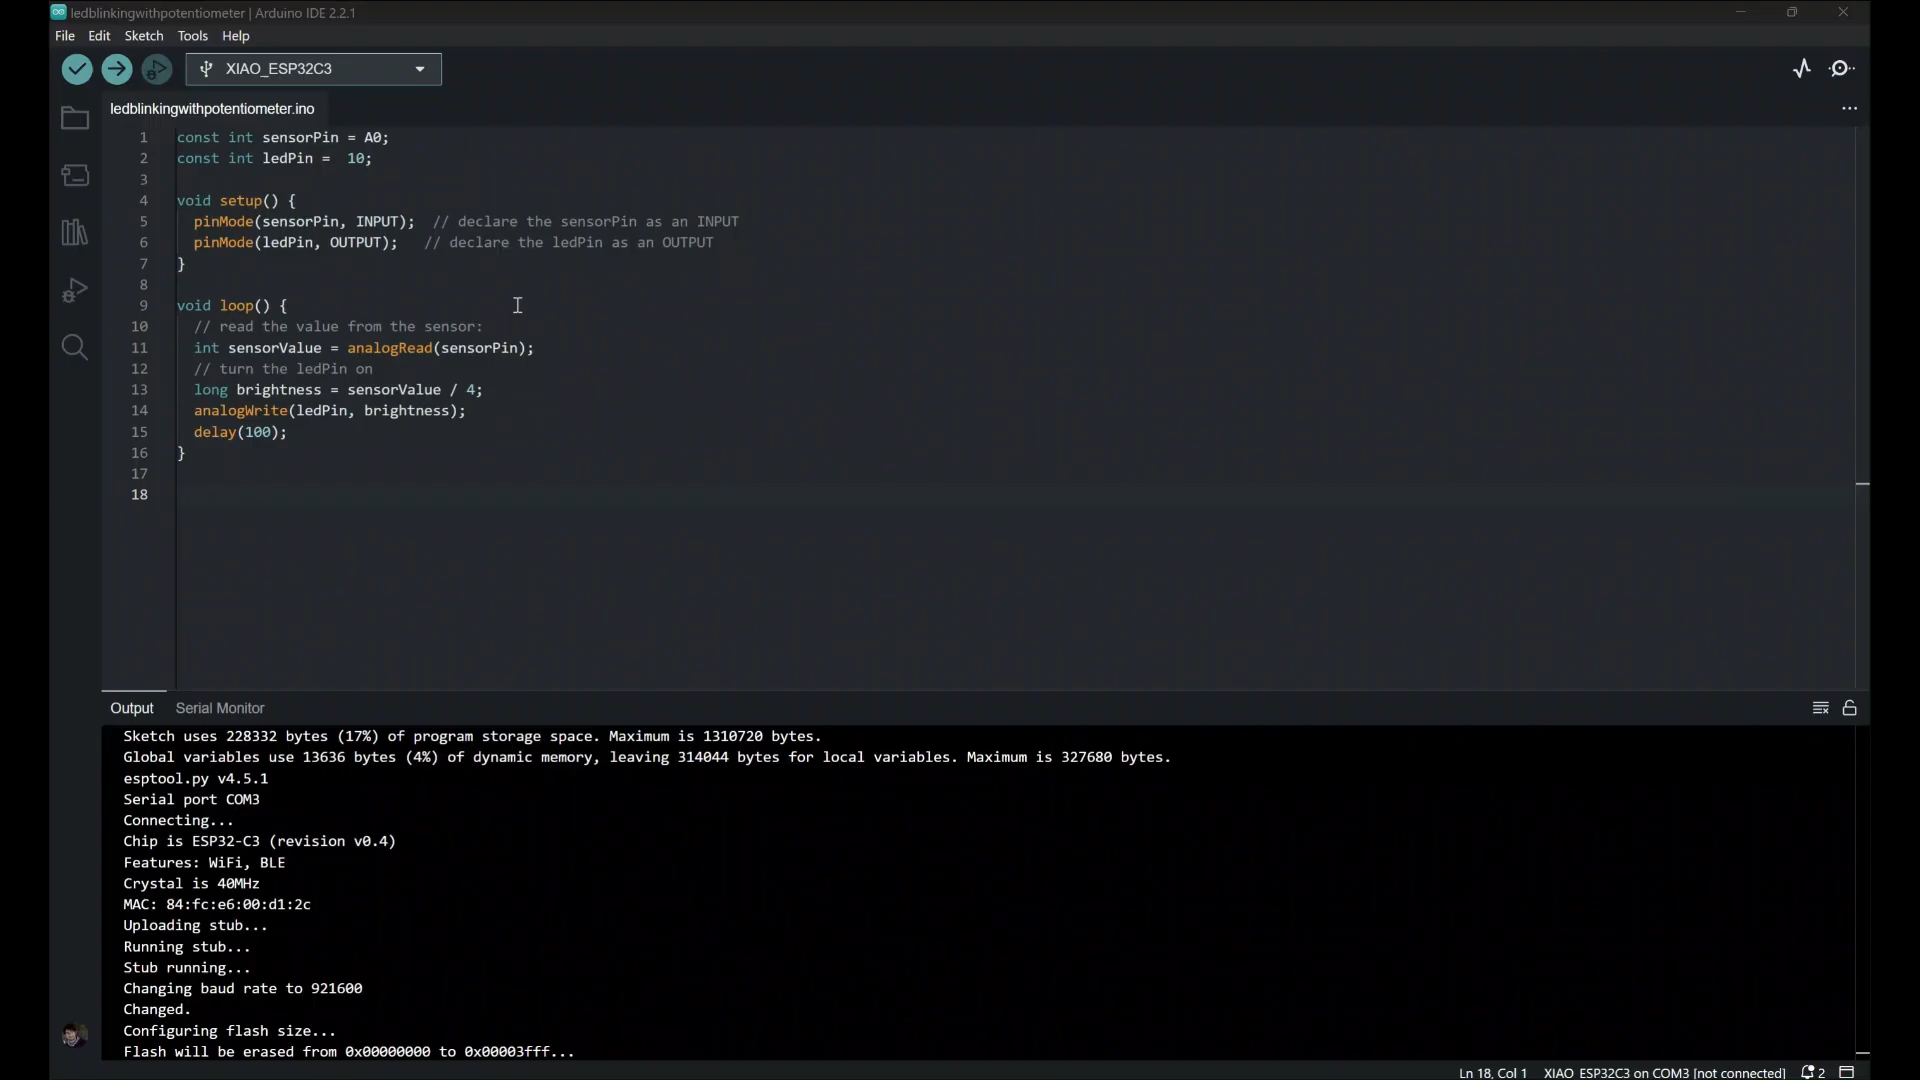 ledblinkingwithpotentiometer | Arduino IDE 2.2.1
File Edit Sketch Tools Help
XIAO_ESP32C3
ledblinkingwithpotentiometer.ino
1 const int sensorPin = A0;
2 const int ledPin =  10;
3
4 void setup() {
5   pinMode(sensorPin, INPUT);  // declare the sensorPin as an INPUT
6   pinMode(ledPin, OUTPUT);   // declare the ledPin as an OUTPUT
7 }
8
9 void loop() {
10   // read the value from the sensor:
11   int sensorValue = analogRead(sensorPin);
12   // turn the ledPin on
13   long brightness = sensorValue / 4;
14   analogWrite(ledPin, brightness);
15   delay(100);
16 }
17
18
Output Serial Monitor
Sketch uses 228332 bytes (17%) of program storage space. Maximum is 1310720 bytes.
Global variables use 13636 bytes (4%) of dynamic memory, leaving 314044 bytes for local variables. Maximum is 327680 bytes.
esptool.py v4.5.1
Serial port COM3
Connecting...
Chip is ESP32-C3 (revision v0.4)
Features: WiFi, BLE
Crystal is 40MHz
MAC: 84:fc:e6:00:d1:2c
Uploading stub...
Running stub...
Stub running...
Changing baud rate to 921600
Changed.
Configuring flash size...
Flash will be erased from 0x00000000 to 0x00003fff...
Ln 18, Col 1 XIAO_ESP32C3 on COM3 [not connected] 2